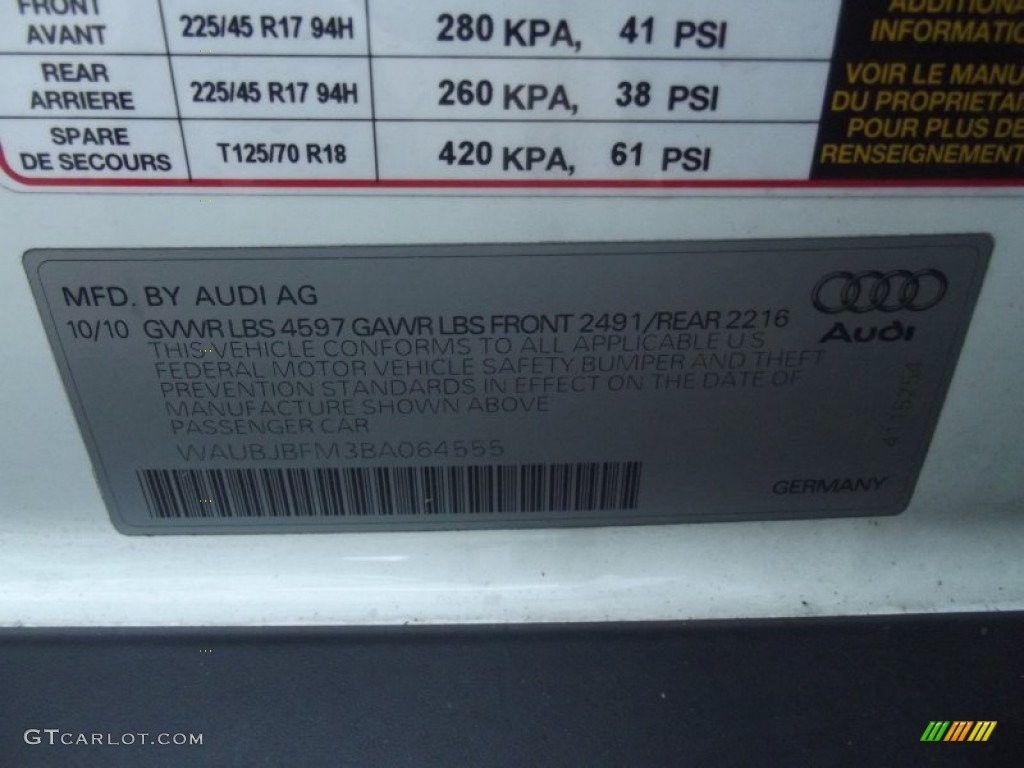 FRONT
AVANT 225/45 R17 94H 280 KPA, 41 PSI
REAR
ARRIERE 225/45 R17 94H 260 KPA, 38 PSI
SPARE
DE SECOURS T125/70 R18 420 KPA, 61 PSI
VOIR LE
DU
POUR PLUS DE
MFD. BY AUDI AG
10/10 GVWR LBS 4597 GAWR LBS FRONT 2491/REAR 2216
THIS VEHICLE CONFORMS TO ALL APPLICABLE U S
FEDERAL MOTOR VEHICLE SAFETY, BUMPER AND THEFT
PREVENTION STANDARDS IN EFFECT ON THE DATE OF
MANUFACTURE SHOWN ABOVE
PASSENGER CAR
WAUBJBFM3BA064555
Audi
4115254
GERMANY
GTCARLOT.COM